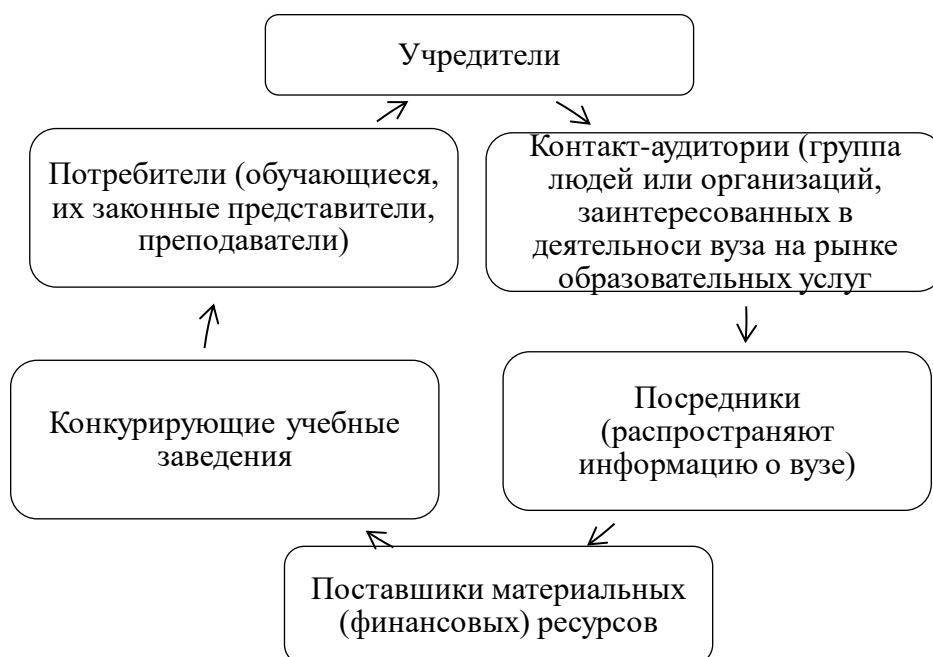 Учредители
Потребители (обучающиеся,
их законные представители,
преподаватели)
Контакт-аудитории (группа
людей или организаций,
заинтересованных в
деятельноси вуза на рынке
образовательных услуг
Конкурирующие учебные
заведения
Посредники
(распространяют
информацию о вузе)
Поставшики материальных
(финансовых) ресурсов